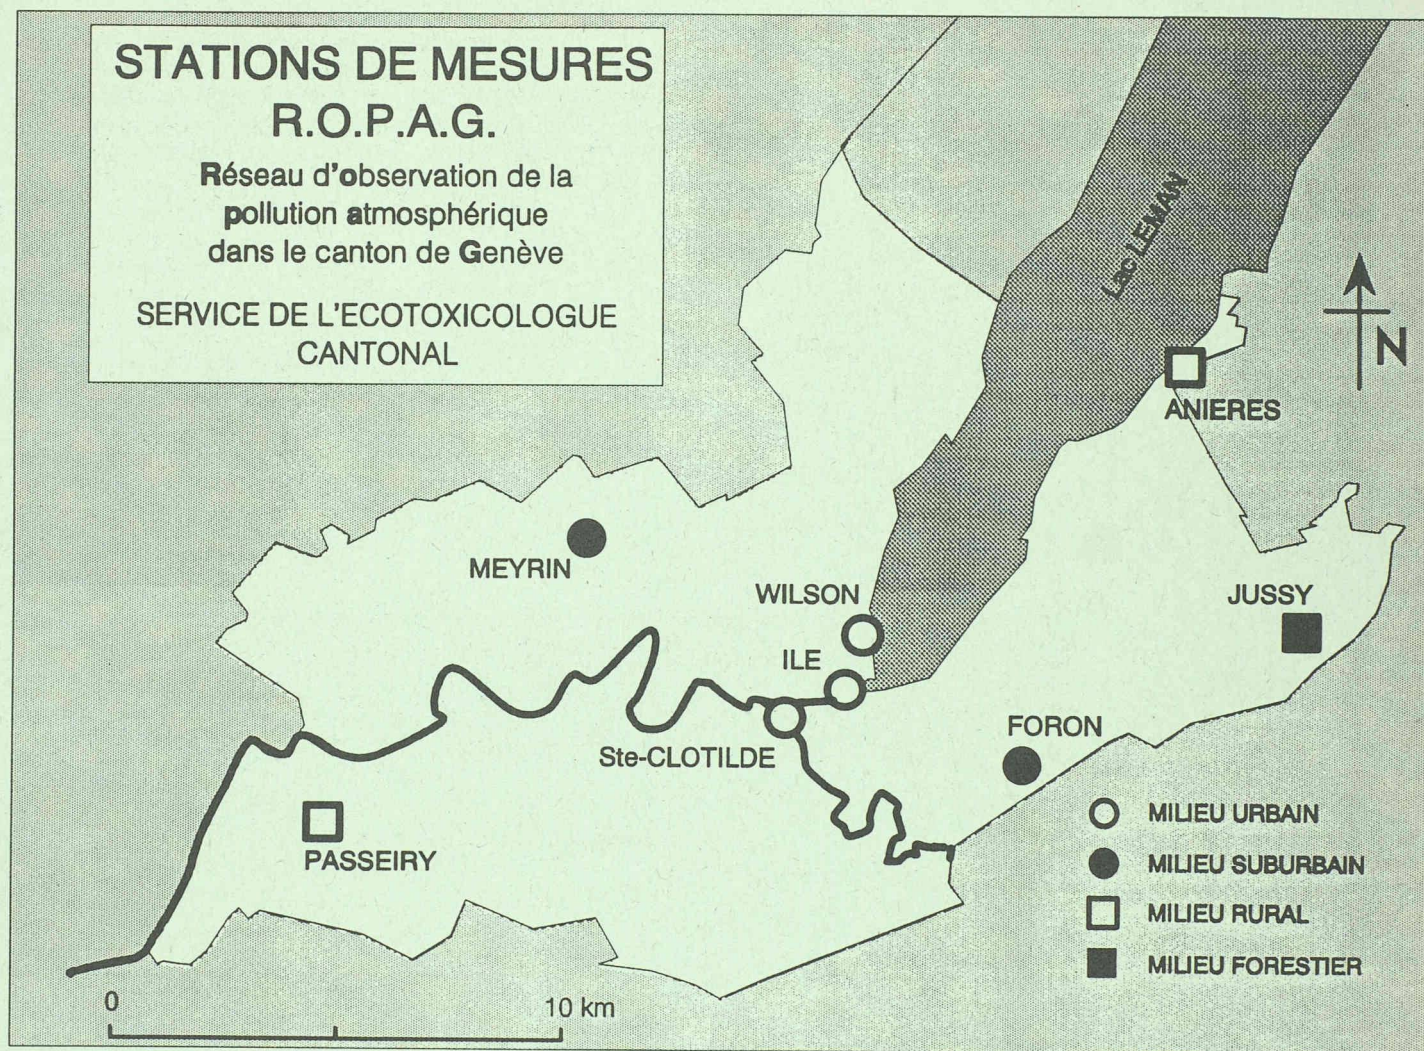 STATIONS DE MESURES
R.O.P.A.G.
Réseau d'observation de la
pollution atmosphérique
dans le canton de Genève
SERVICE DE L'ECOTOXICOLOGUE
CANTONAL
Lac LEMAN
N
ANIERES
MEYRIN
WILSON
JUSSY
ILE
FORON
Ste-CLOTILDE
PASSEIRY
MILIEU URBAIN
MILIEU SUBURBAIN
MILIEU RURAL
MILIEU FORESTIER
0
10 km